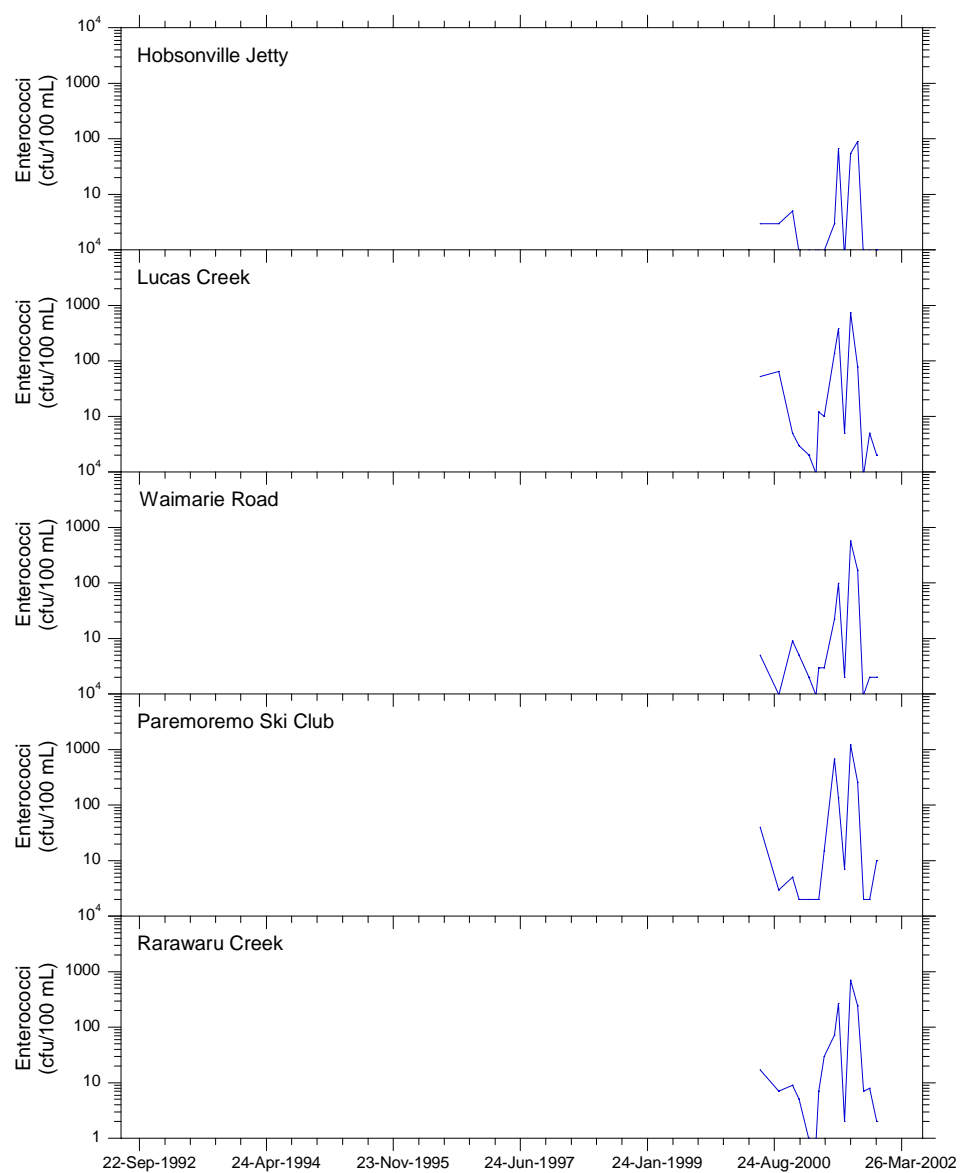 10⁴
Hobsonville Jetty
1000
100
10
Enterococci
(cfu/100 mL)
10⁴
Lucas Creek
1000
100
10
Enterococci
(cfu/100 mL)
10⁴
Waimarie Road
1000
100
10
Enterococci
(cfu/100 mL)
10⁴
Paremoremo Ski Club
1000
100
10
Enterococci
(cfu/100 mL)
10⁴
Rarawaru Creek
1000
100
10
1
Enterococci
(cfu/100 mL)
22-Sep-1992 24-Apr-1994 23-Nov-1995 24-Jun-1997 24-Jan-1999 24-Aug-2000 26-Mar-2002